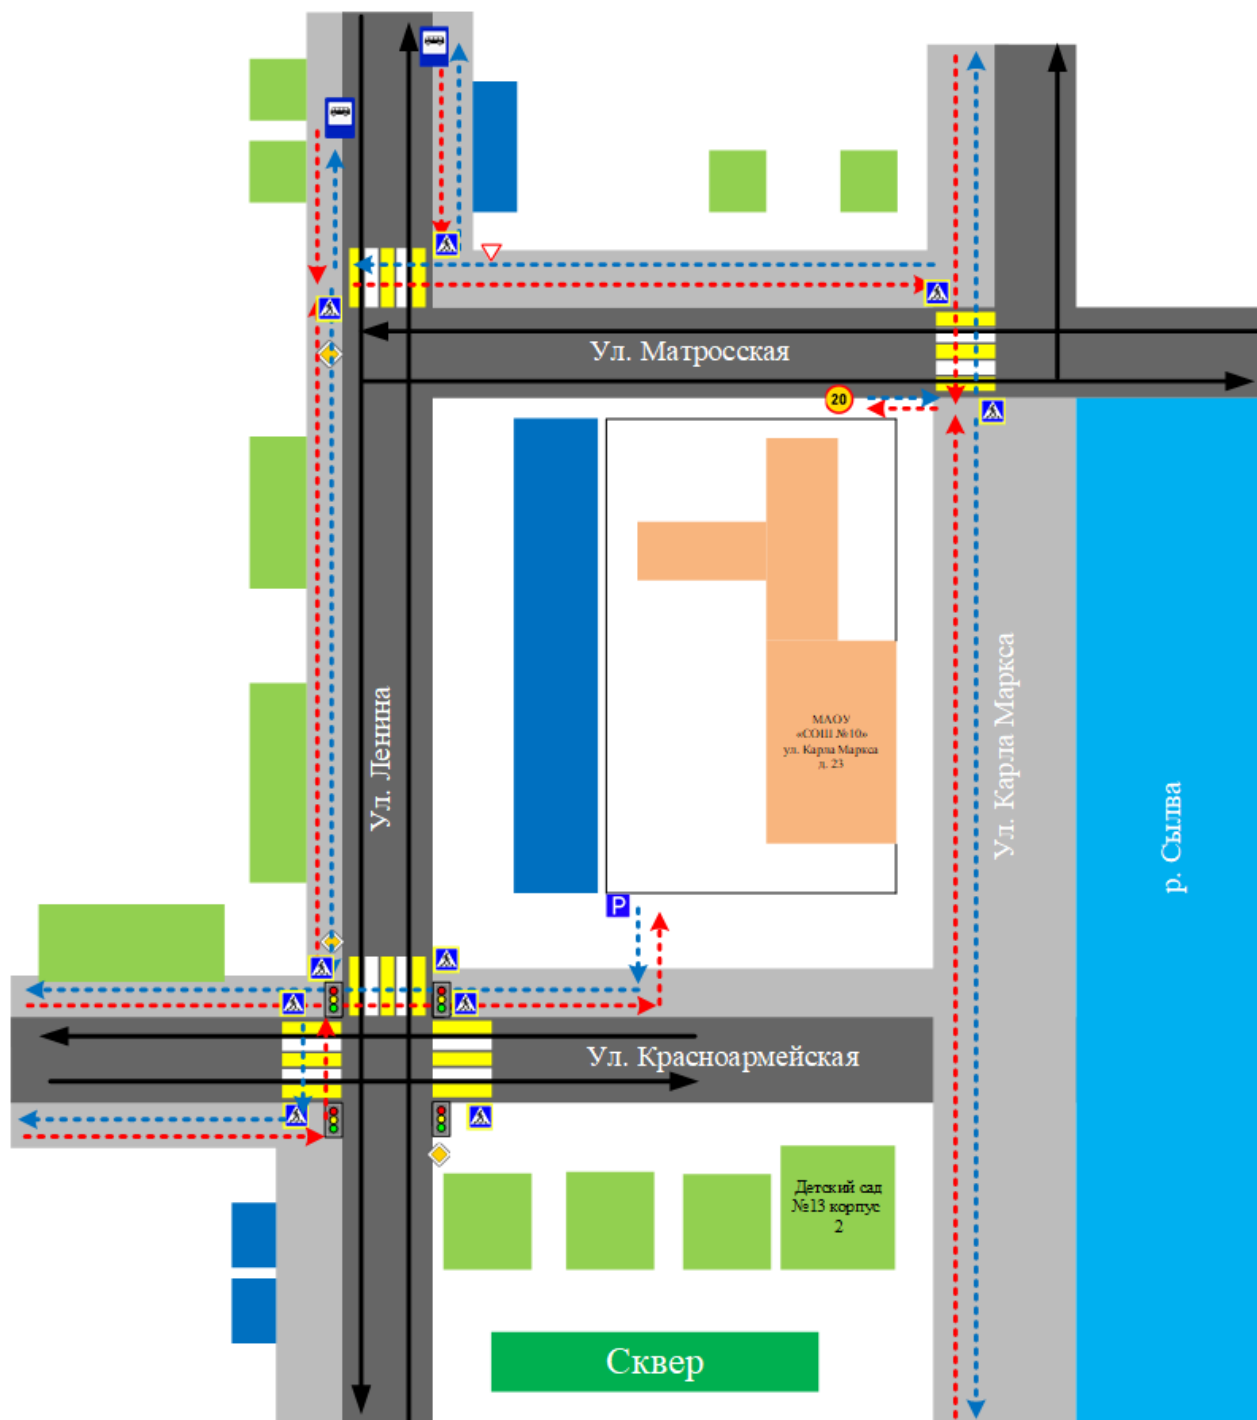 Ул. Матросская
20
Ул. Ленина
МАОУ
«СОШ №10»
ул. Карла Маркса
д. 23
Ул. Карла Маркса
р. Сылва
P
Ул. Красноармейская
Детский сад
№13 корпус
2
Сквер